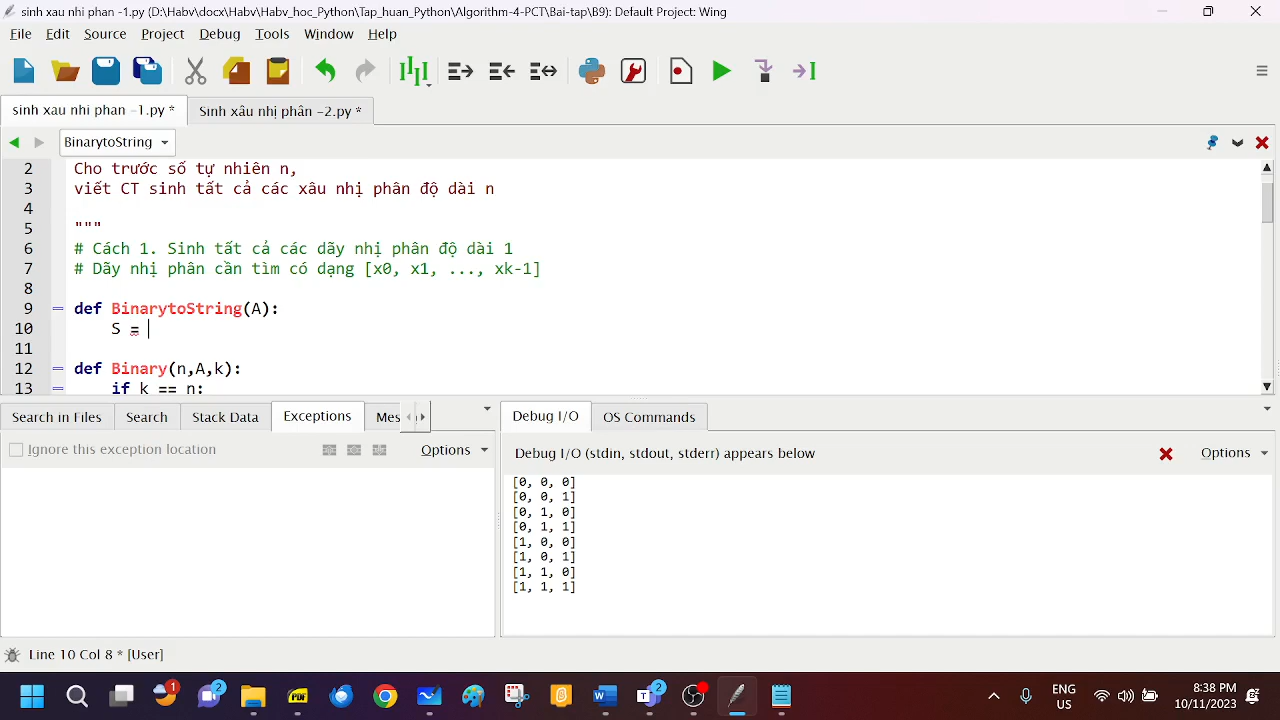 sinh xau nhi phan -1.py (D:\Habv\docx\Habv\Habv_hoc_Python\Tap_huan_Python\Algorithm-4-PCT\Bai-tap\B9): Default Project: Wing
File Edit Source Project Debug Tools Window Help
sinh xau nhi phan -1.py * Sinh xâu nhị phân -2.py *
BinarytoString
2 Cho trước số tự nhiên n,
3 viết CT sinh tất cả các xâu nhị phân độ dài n
4
5 """
6 # Cách 1. Sinh tất cả các dãy nhị phân độ dài 1
7 # Dãy nhị phân cần tìm có dạng [x0, x1, ..., xk-1]
8
9 def BinarytoString(A):
10 S =
11
12 def Binary(n,A,k):
13 if k == n:
Search in Files Search Stack Data Exceptions Mes
Debug I/O OS Commands
Ignore this exception location Options
Debug I/O (stdin, stdout, stderr) appears below Options
[0, 0, 0]
[0, 0, 1]
[0, 1, 0]
[0, 1, 1]
[1, 0, 0]
[1, 0, 1]
[1, 1, 0]
[1, 1, 1]
Line 10 Col 8 * [User]
1 2 PDF 2
ENG
US
8:38 PM
10/11/2023